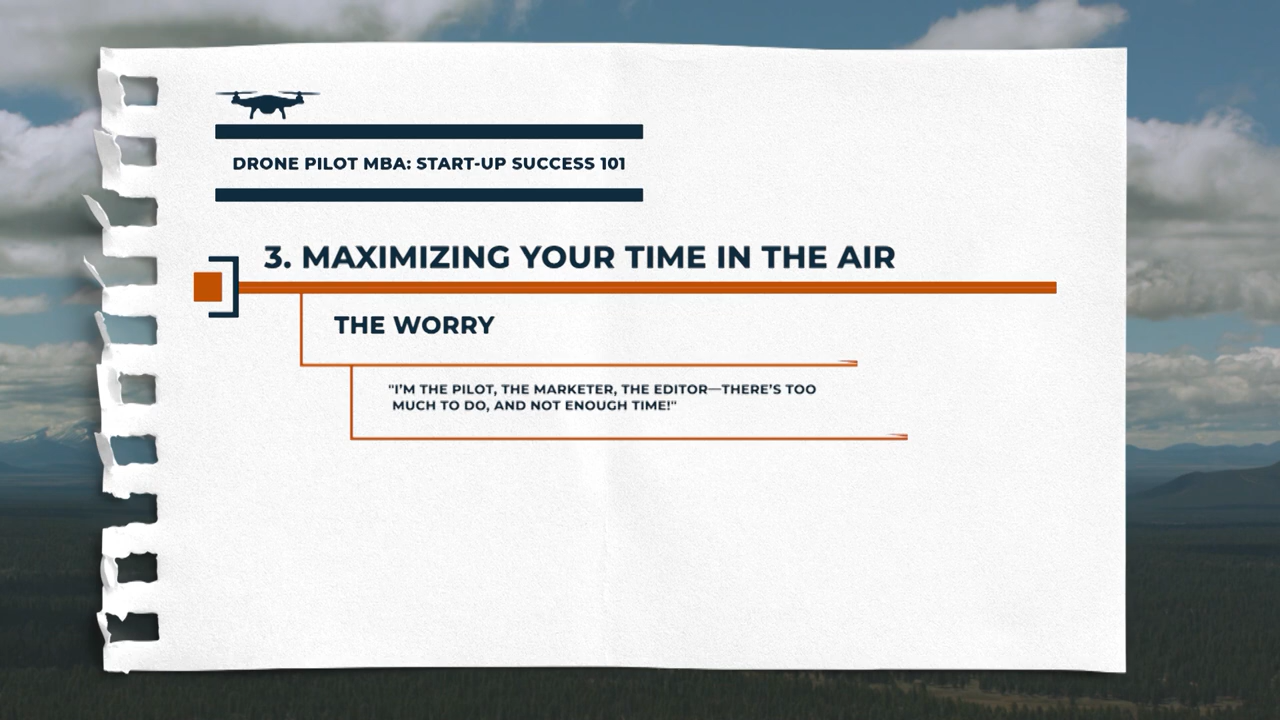 DRONE PILOT MBA: START-UP SUCCESS 101
3. MAXIMIZING YOUR TIME IN THE AIR
THE WORRY
"I'M THE PILOT, THE MARKETER, THE EDITOR—THERE'S TOO
MUCH TO DO, AND NOT ENOUGH TIME!"